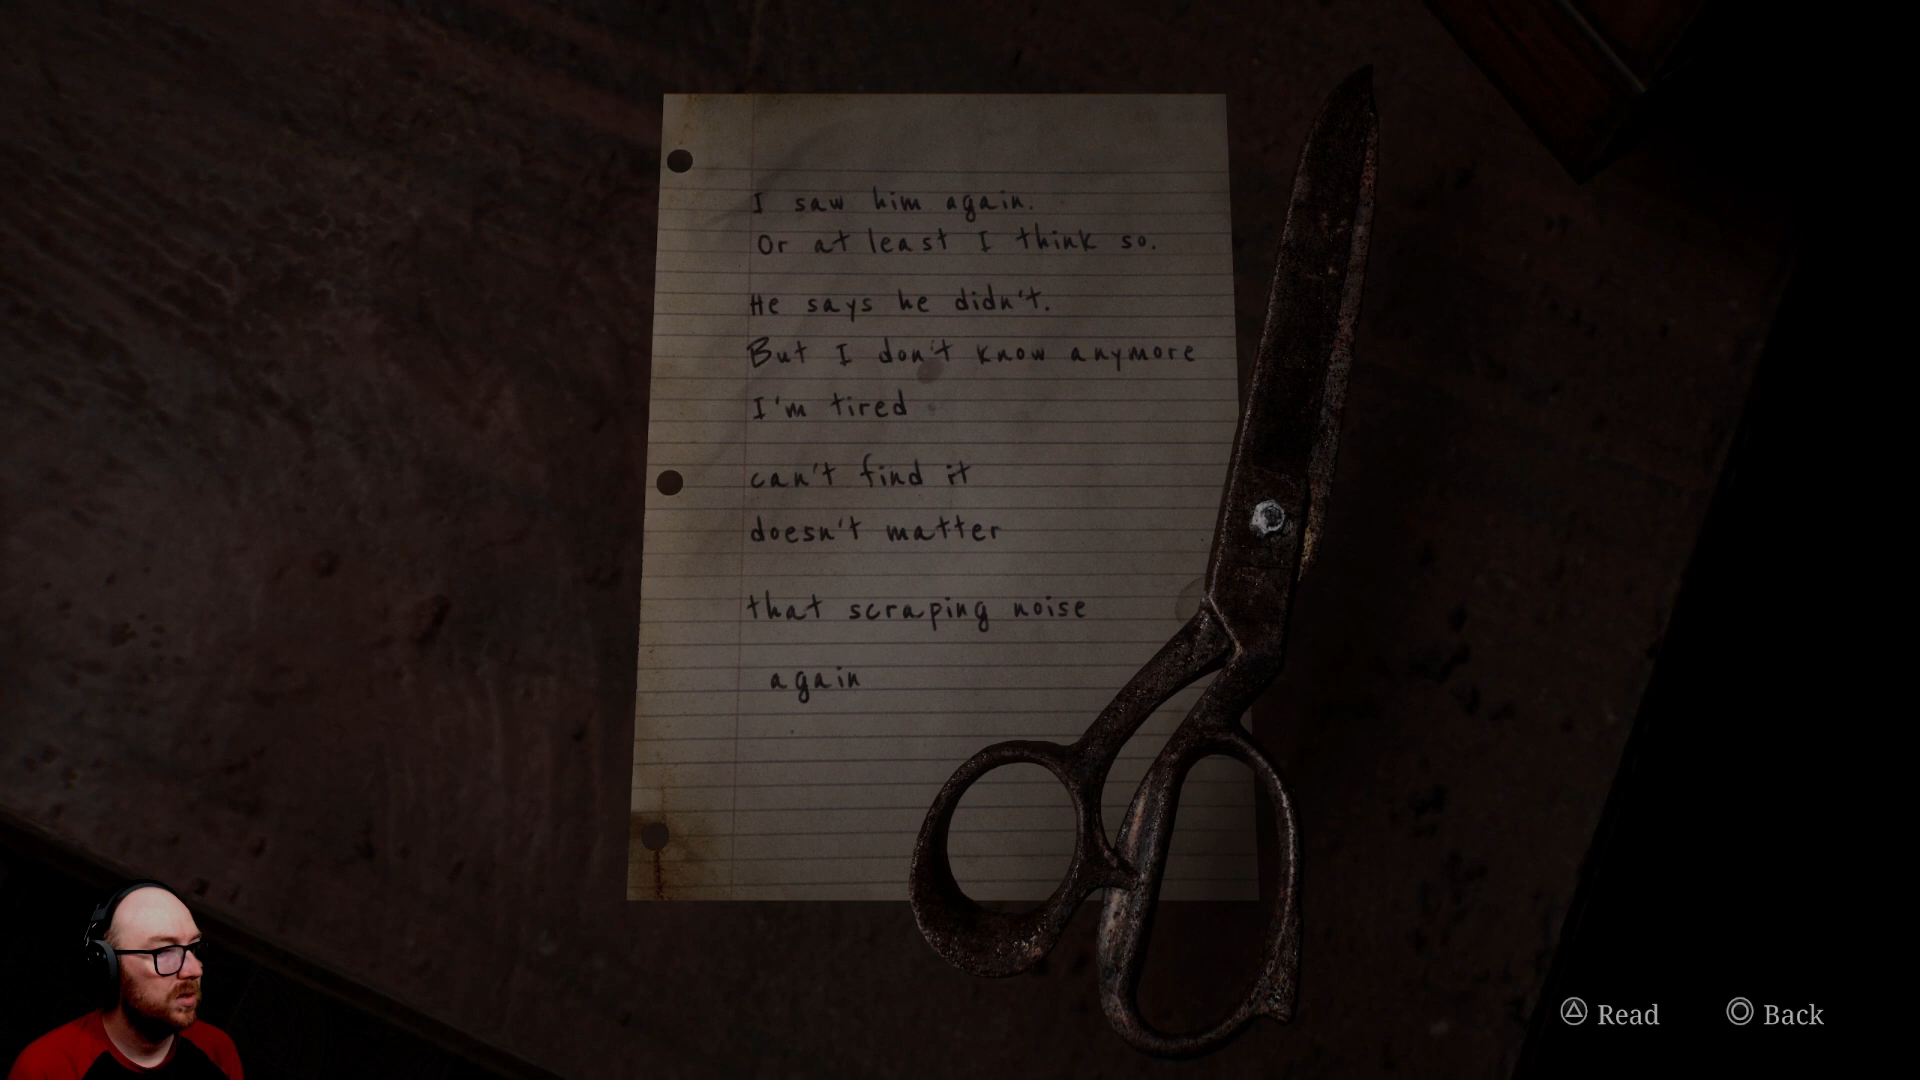 I saw him again.
Or at least I think so.
He says he didn't.
But I don't know anymore
I'm tired
can't find it
doesn't matter
that scraping noise
again
Read
Back